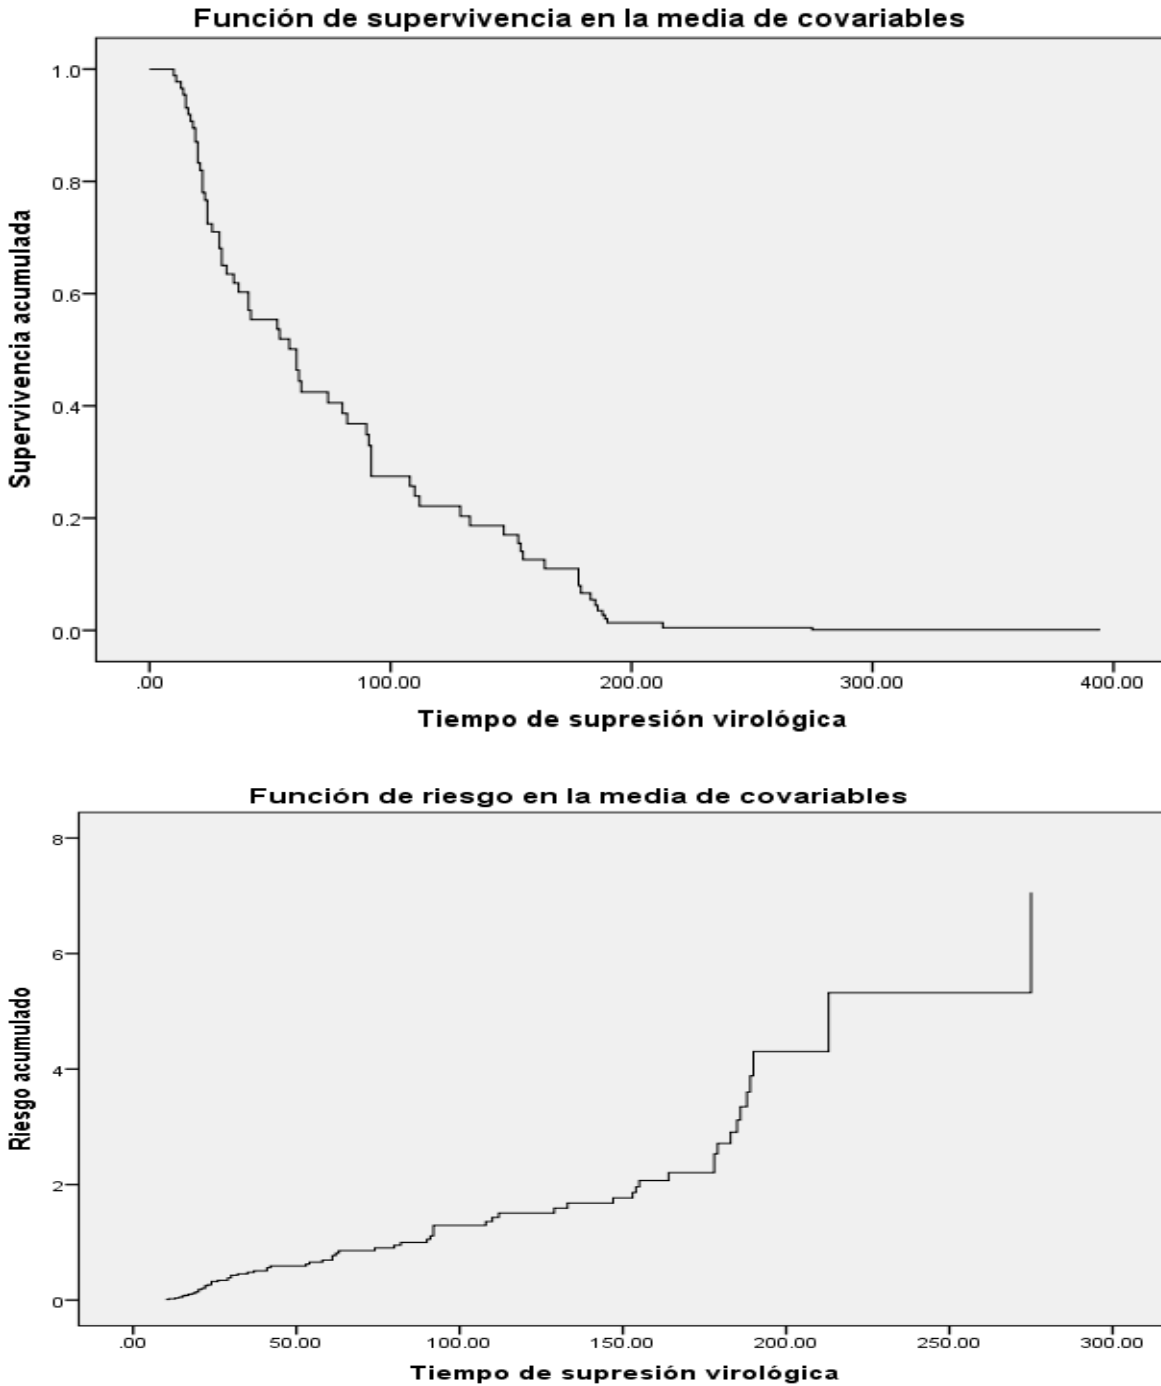 Función de supervivencia en la media de covariables
Supervivencia acumulada
1.0
0.8
0.6
0.4
0.2
0.0
.00 100.00 200.00 300.00 400.00
Tiempo de supresión virológica
Función de riesgo en la media de covariables
Riesgo acumulado
8
6
4
2
0
.00 50.00 100.00 150.00 200.00 250.00 300.00
Tiempo de supresión virológica